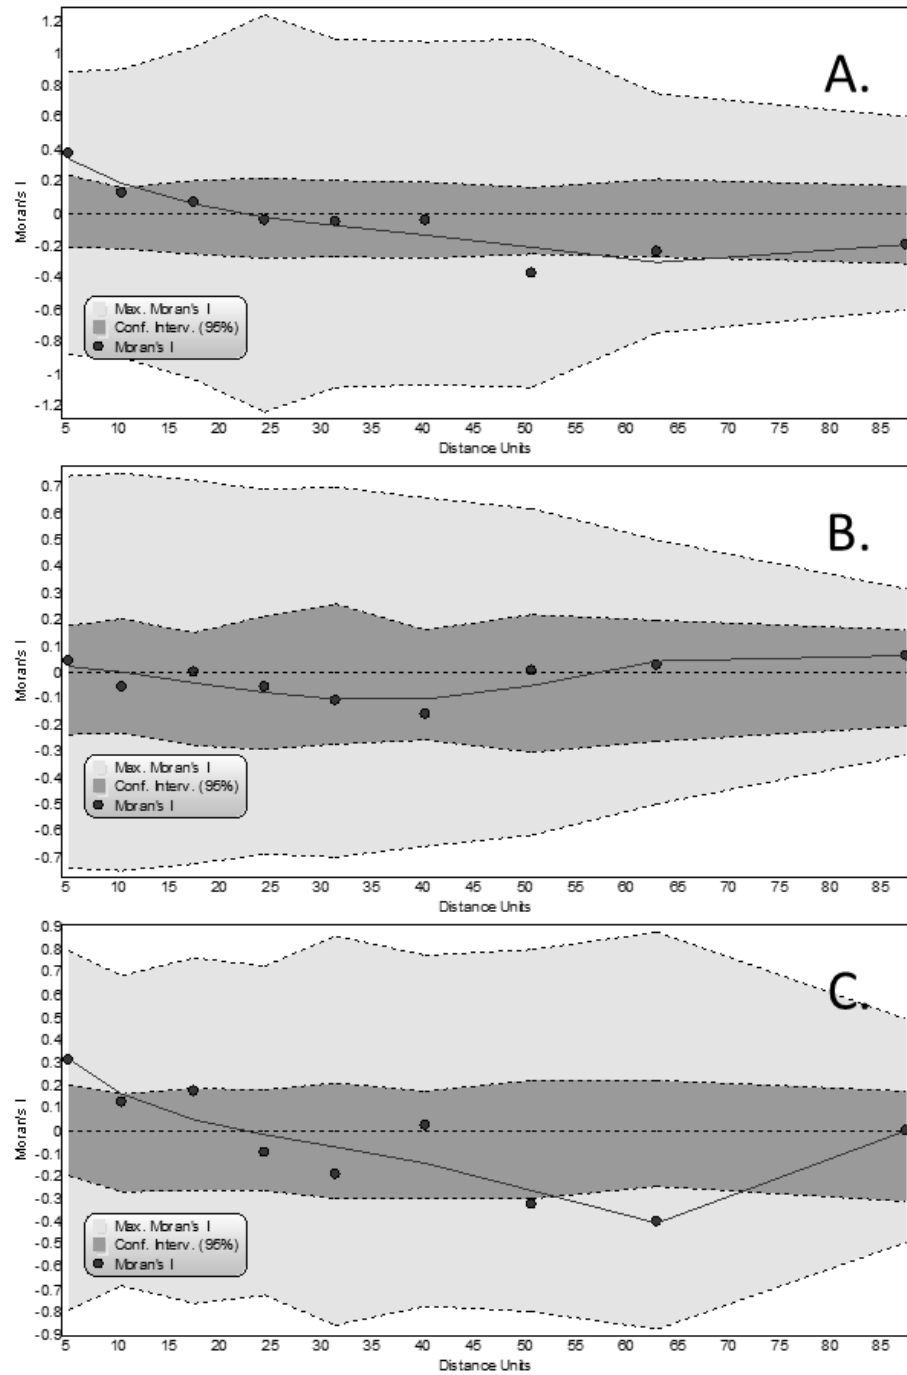 1.2
1
0.8
0.6
0.4
0.2
0
-0.2
-0.4
-0.6
-0.8
-1
-1.2
Moran's I
A.
Max. Moran's I
Conf. Interv. (95%)
Moran's I
5 10 15 20 25 30 35 40 45 50 55 60 65 70 75 80 85
Distance Units
0.7
0.6
0.5
0.4
0.3
0.2
0.1
0
-0.1
-0.2
-0.3
-0.4
-0.5
-0.6
-0.7
Moran's I
B.
Max. Moran's I
Conf. Interv. (95%)
Moran's I
5 10 15 20 25 30 35 40 45 50 55 60 65 70 75 80 85
Distance Units
0.9
0.8
0.7
0.6
0.5
0.4
0.3
0.2
0.1
0
-0.1
-0.2
-0.3
-0.4
-0.5
-0.6
-0.7
-0.8
-0.9
Moran's I
C.
Max. Moran's I
Conf. Interv. (95%)
Moran's I
5 10 15 20 25 30 35 40 45 50 55 60 65 70 75 80 85
Distance Units